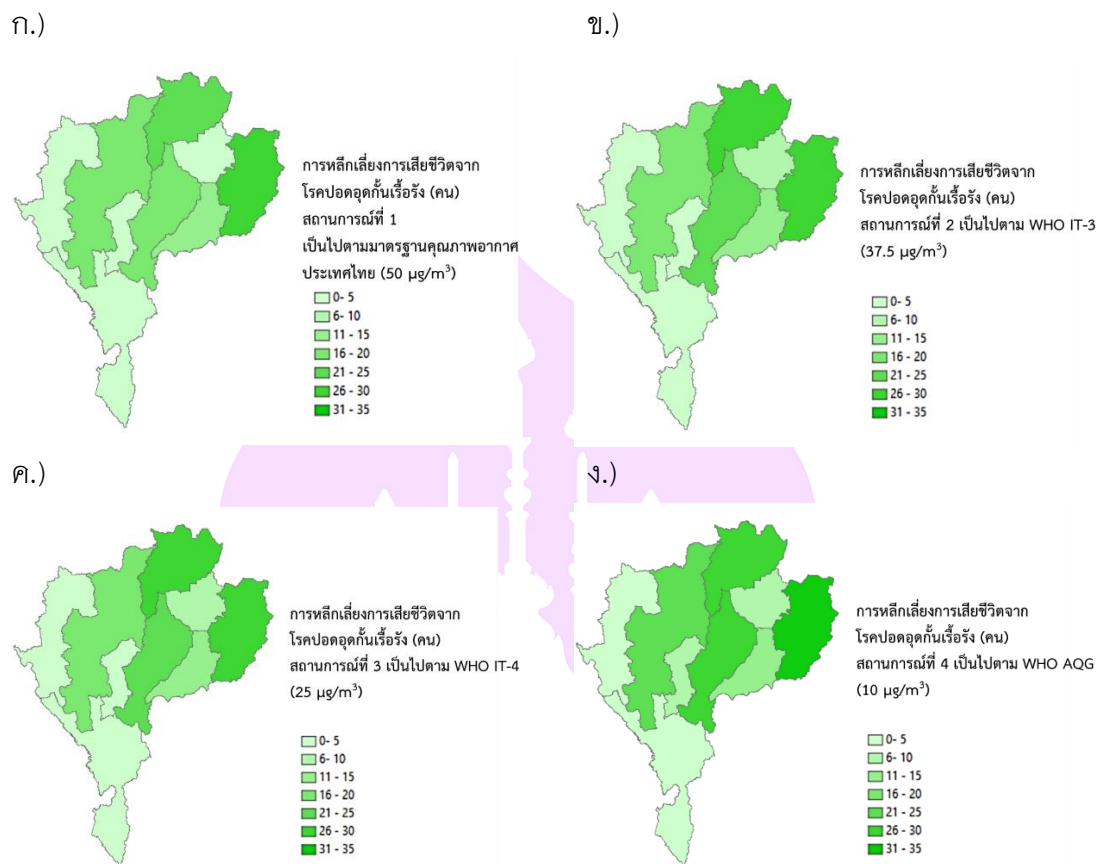 ก.)
การหลีกเลี่ยงการเสียชีวิตจาก
โรคปอดอุดกั้นเรื้อรัง (คน)
สถานการณ์ที่ 1
เป็นไปตามมาตรฐานคุณภาพอากาศ
ประเทศไทย (50 µg/m³)
0- 5
6- 10
11 - 15
16 - 20
21 - 25
26 - 30
31 - 35
ข.)
การหลีกเลี่ยงการเสียชีวิตจาก
โรคปอดอุดกั้นเรื้อรัง (คน)
สถานการณ์ที่ 2 เป็นไปตาม WHO IT-3
(37.5 µg/m³)
0- 5
6- 10
11 - 15
16 - 20
21 - 25
26 - 30
31 - 35
ค.)
การหลีกเลี่ยงการเสียชีวิตจาก
โรคปอดอุดกั้นเรื้อรัง (คน)
สถานการณ์ที่ 3 เป็นไปตาม WHO IT-4
(25 µg/m³)
0- 5
6- 10
11 - 15
16 - 20
21 - 25
26 - 30
31 - 35
ง.)
การหลีกเลี่ยงการเสียชีวิตจาก
โรคปอดอุดกั้นเรื้อรัง (คน)
สถานการณ์ที่ 4 เป็นไปตาม WHO AQG
(10 µg/m³)
0- 5
6- 10
11 - 15
16 - 20
21 - 25
26 - 30
31 - 35